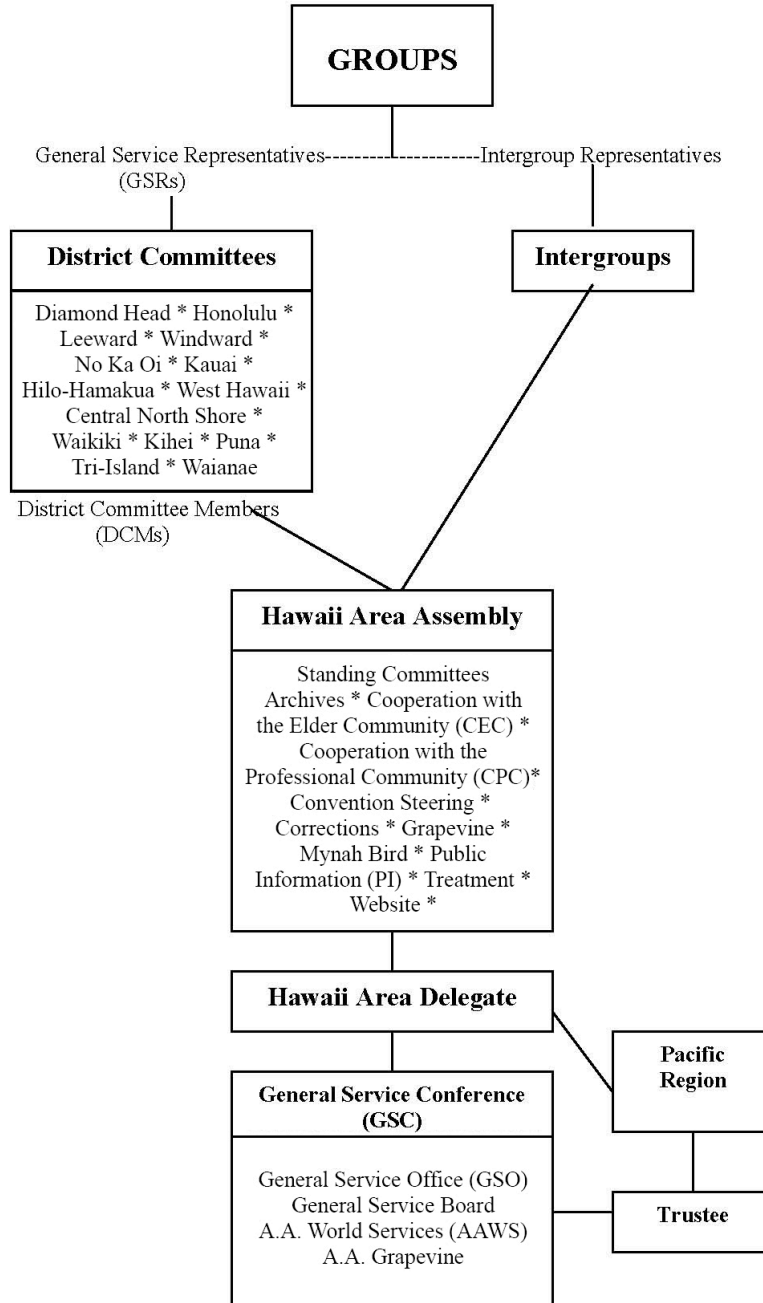 GROUPS
General Service Representatives
(GSRs)
Intergroup Representatives
District Committees
Diamond Head * Honolulu *
Leeward * Windward *
No Ka Oi * Kauai *
Hilo-Hamakua * West Hawaii *
Central North Shore *
Waikiki * Kihei * Puna *
Tri-Island * Waianae
Intergroups
District Committee Members
(DCMs)
Hawaii Area Assembly
Standing Committees
Archives * Cooperation with
the Elder Community (CEC) *
Cooperation with the
Professional Community (CPC)*
Convention Steering *
Corrections * Grapevine *
Mynah Bird * Public
Information (PI) * Treatment *
Website *
Hawaii Area Delegate
General Service Conference
(GSC)
General Service Office (GSO)
General Service Board
A.A. World Services (AAWS)
A.A. Grapevine
Pacific
Region
Trustee